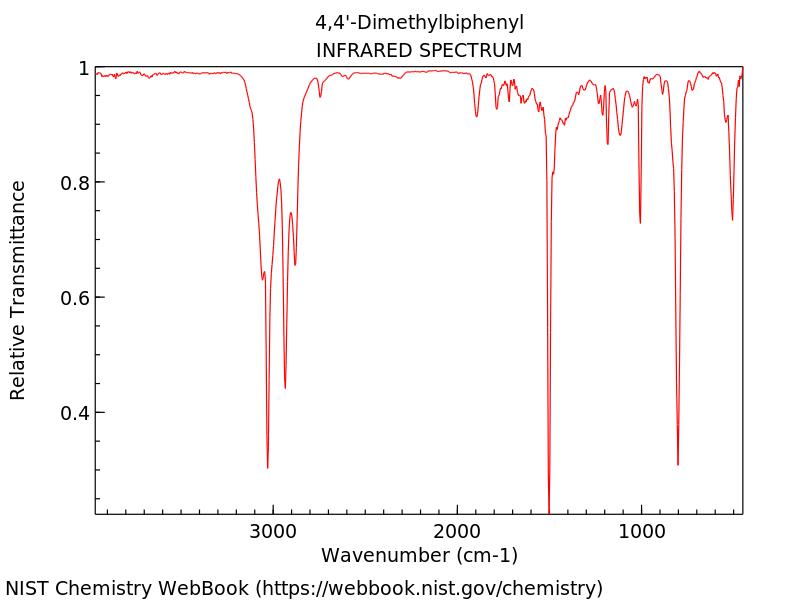 4,4'-Dimethylbiphenyl
INFRARED SPECTRUM
1
0.8
0.6
0.4
Relative Transmittance
3000 2000 1000
Wavenumber (cm-1)
NIST Chemistry WebBook (https://webbook.nist.gov/chemistry)